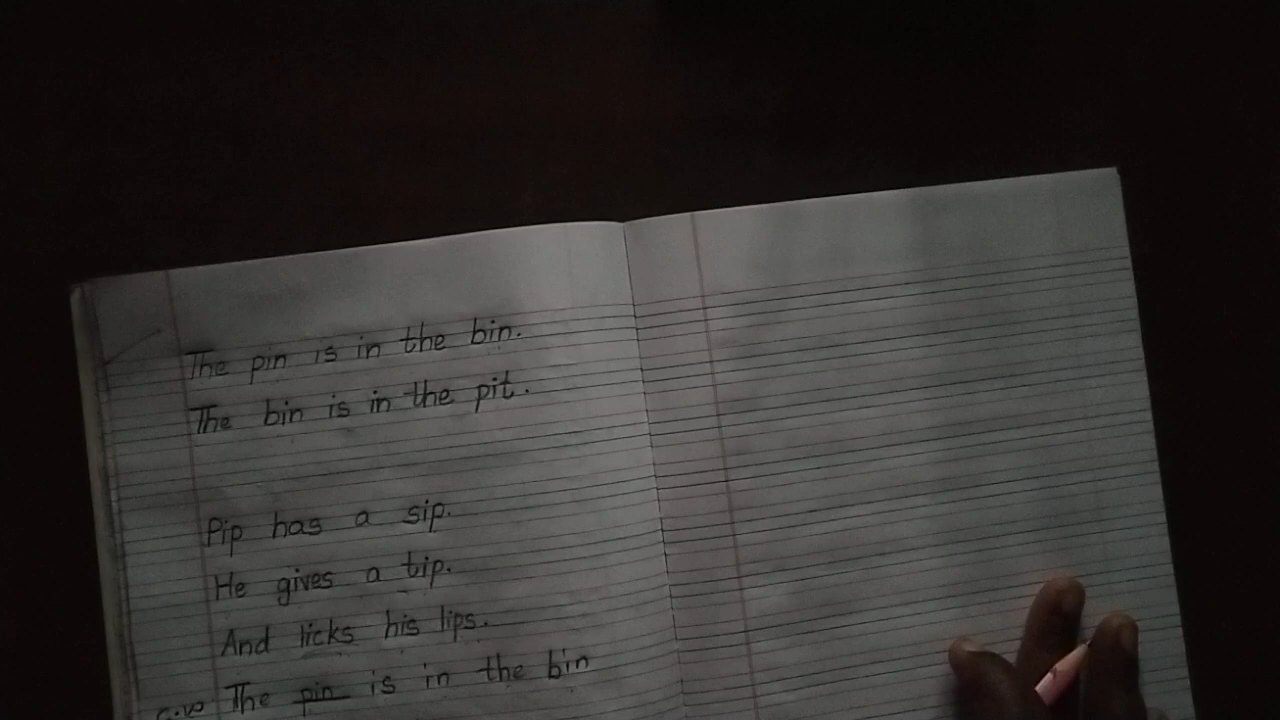 The pin is in the bin.
The bin is in the pit.
Pip has a sip.
He gives a tip.
And licks his lips.
The pin is in the bin